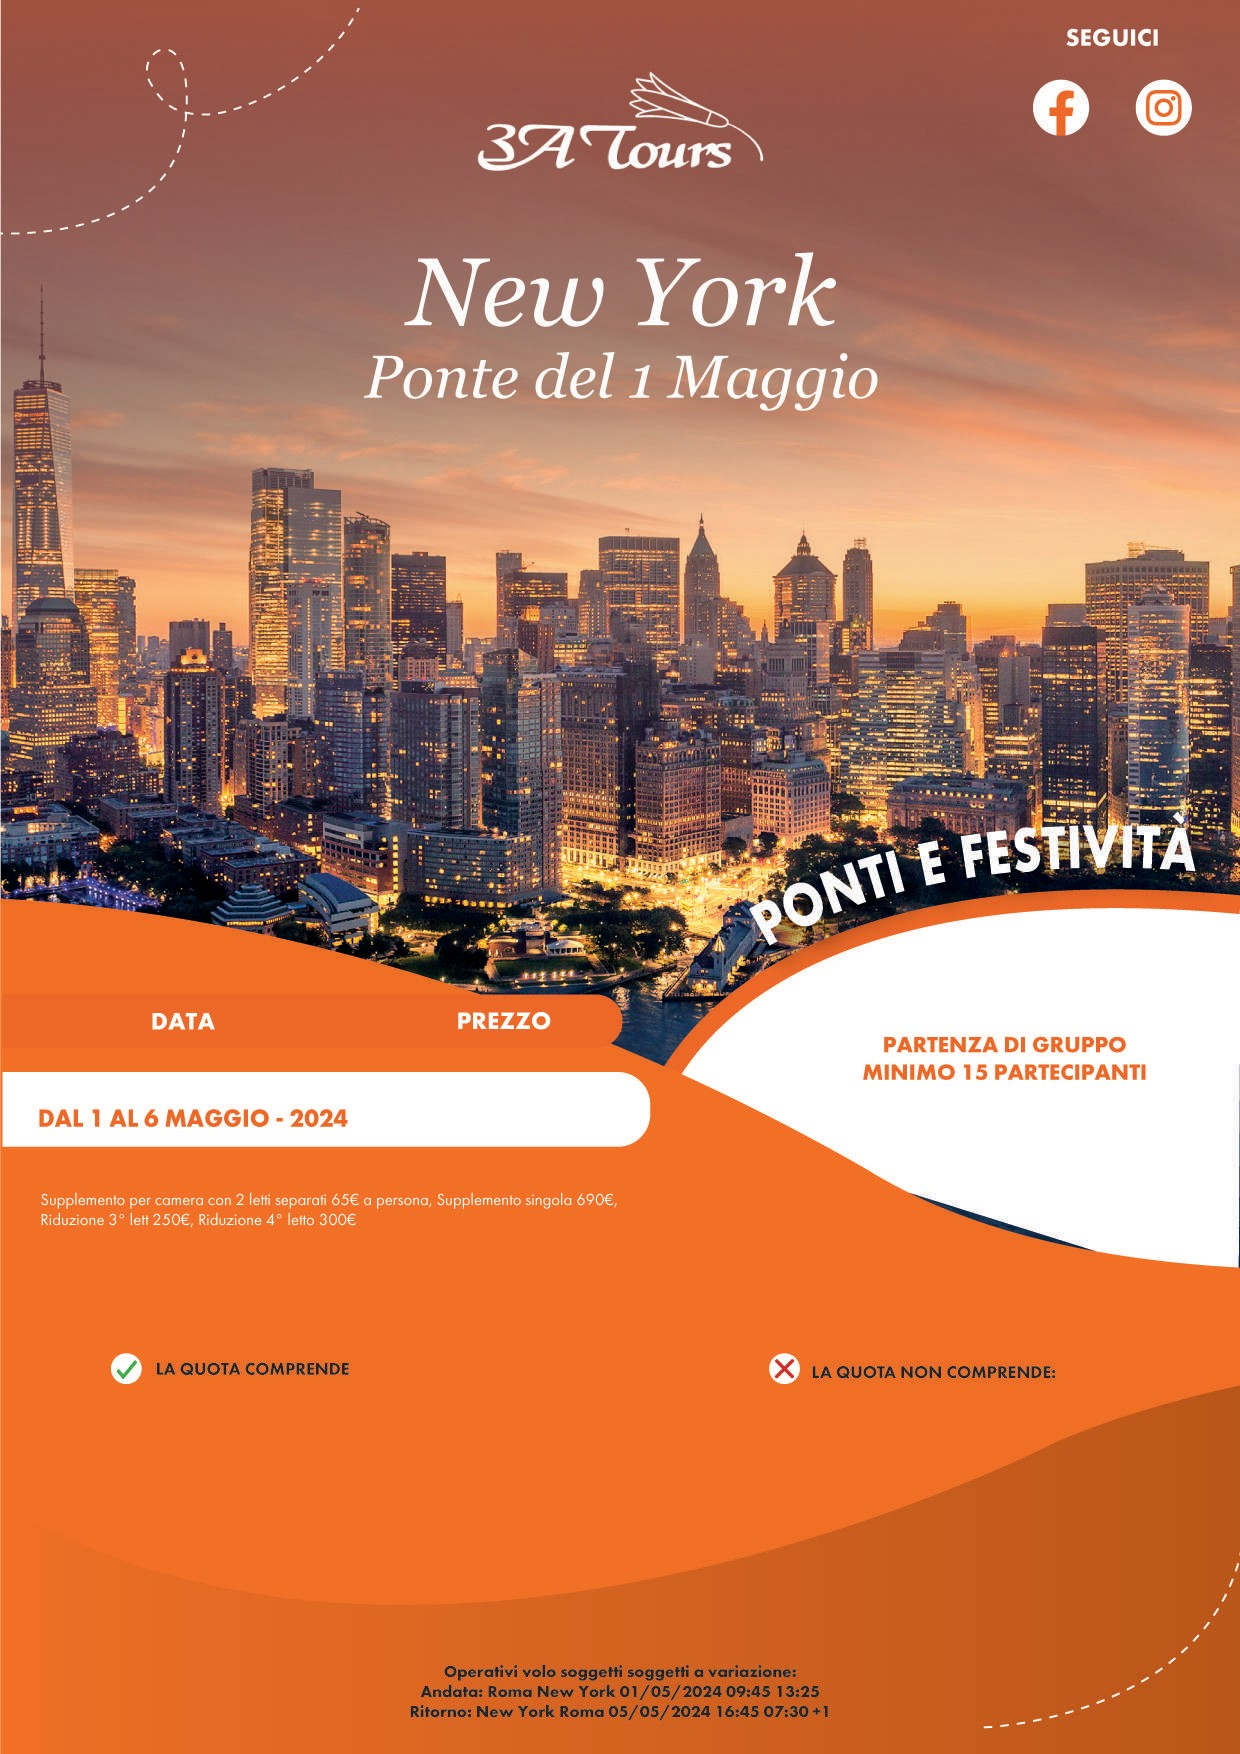 SEGUICI
3A Tours
New York
Ponte del 1 Maggio
PONTI E FESTIVITÀ
DATA PREZZO
PARTENZA DI GRUPPO
MINIMO 15 PARTECIPANTI
DAL 1 AL 6 MAGGIO - 2024
Supplemento per camera con 2 letti separati 65€ a persona, Supplemento singola 690€,
Riduzione 3° lett 250€, Riduzione 4° letto 300€
LA QUOTA COMPRENDE
LA QUOTA NON COMPRENDE:
Operativi volo soggetti soggetti a variazione:
Andata: Roma New York 01/05/2024 09:45 13:25
Ritorno: New York Roma 05/05/2024 16:45 07:30 +1